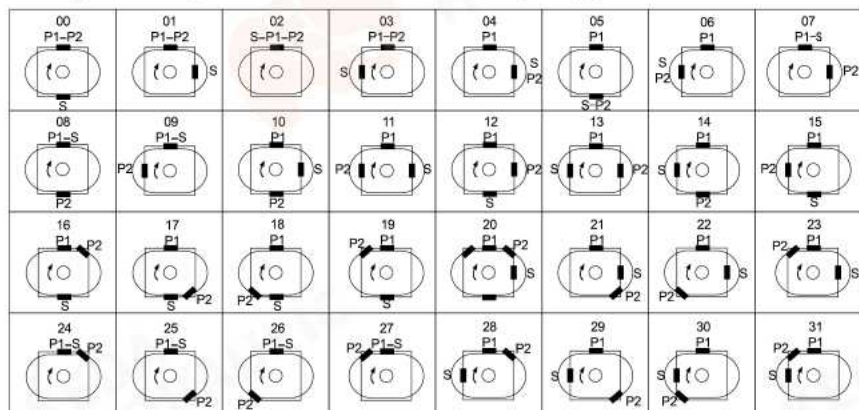 00
P1-P2
S
01
P1-P2
S
02
S-P1-P2
03
P1-P2
S
04
P1
S
P2
05
P1
S-P2
06
P1
S
P2
07
P1-S
P2
08
P1-S
P2
09
P1-S
P2
10
P1
S
P2
11
P1
P2 S
12
P1
P2
S
13
P1
S P2
14
P1
S
P2
15
P1
P2
S
16
P1
P2
S
17
P1
P2
S
18
P1
P2
S
19
P1
P2
S
20
P1
P2
S
21
P1
S
P2
22
P1
S
P2
23
P1
P2
S
24
P1-S
P2
25
P1-S
P2
26
P1-S
P2
27
P1-S
P2
28
P1
P2
S
29
P1
S
P2
30
P1
S
P2
31
P1
P2
S